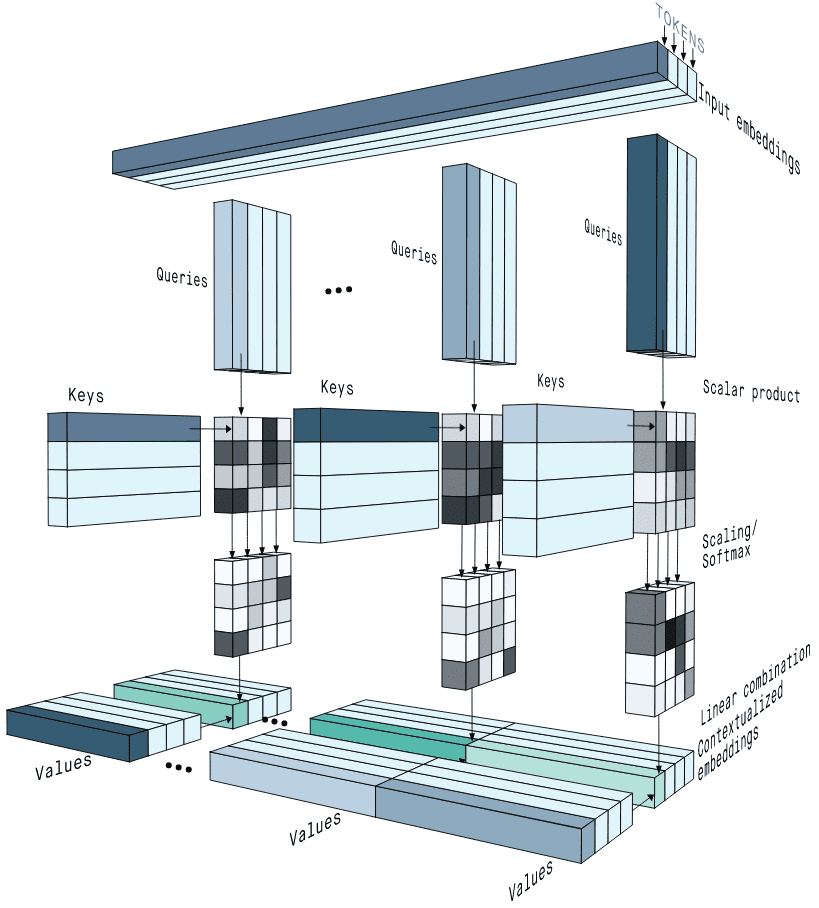 TOKENS
Input embeddings
Queries
Queries
Queries
Keys
Keys
Keys
Scalar product
Scaling/
Softmax
Linear combination
Contextualized
embeddings
Values
Values
Values